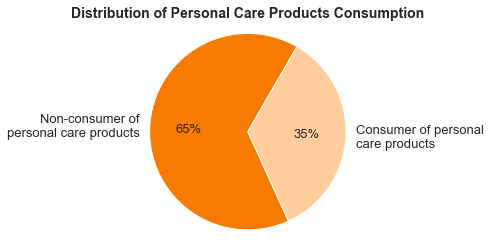 Distribution of Personal Care Products Consumption
Non-consumer of
personal care products
65%
35%
Consumer of personal
care products